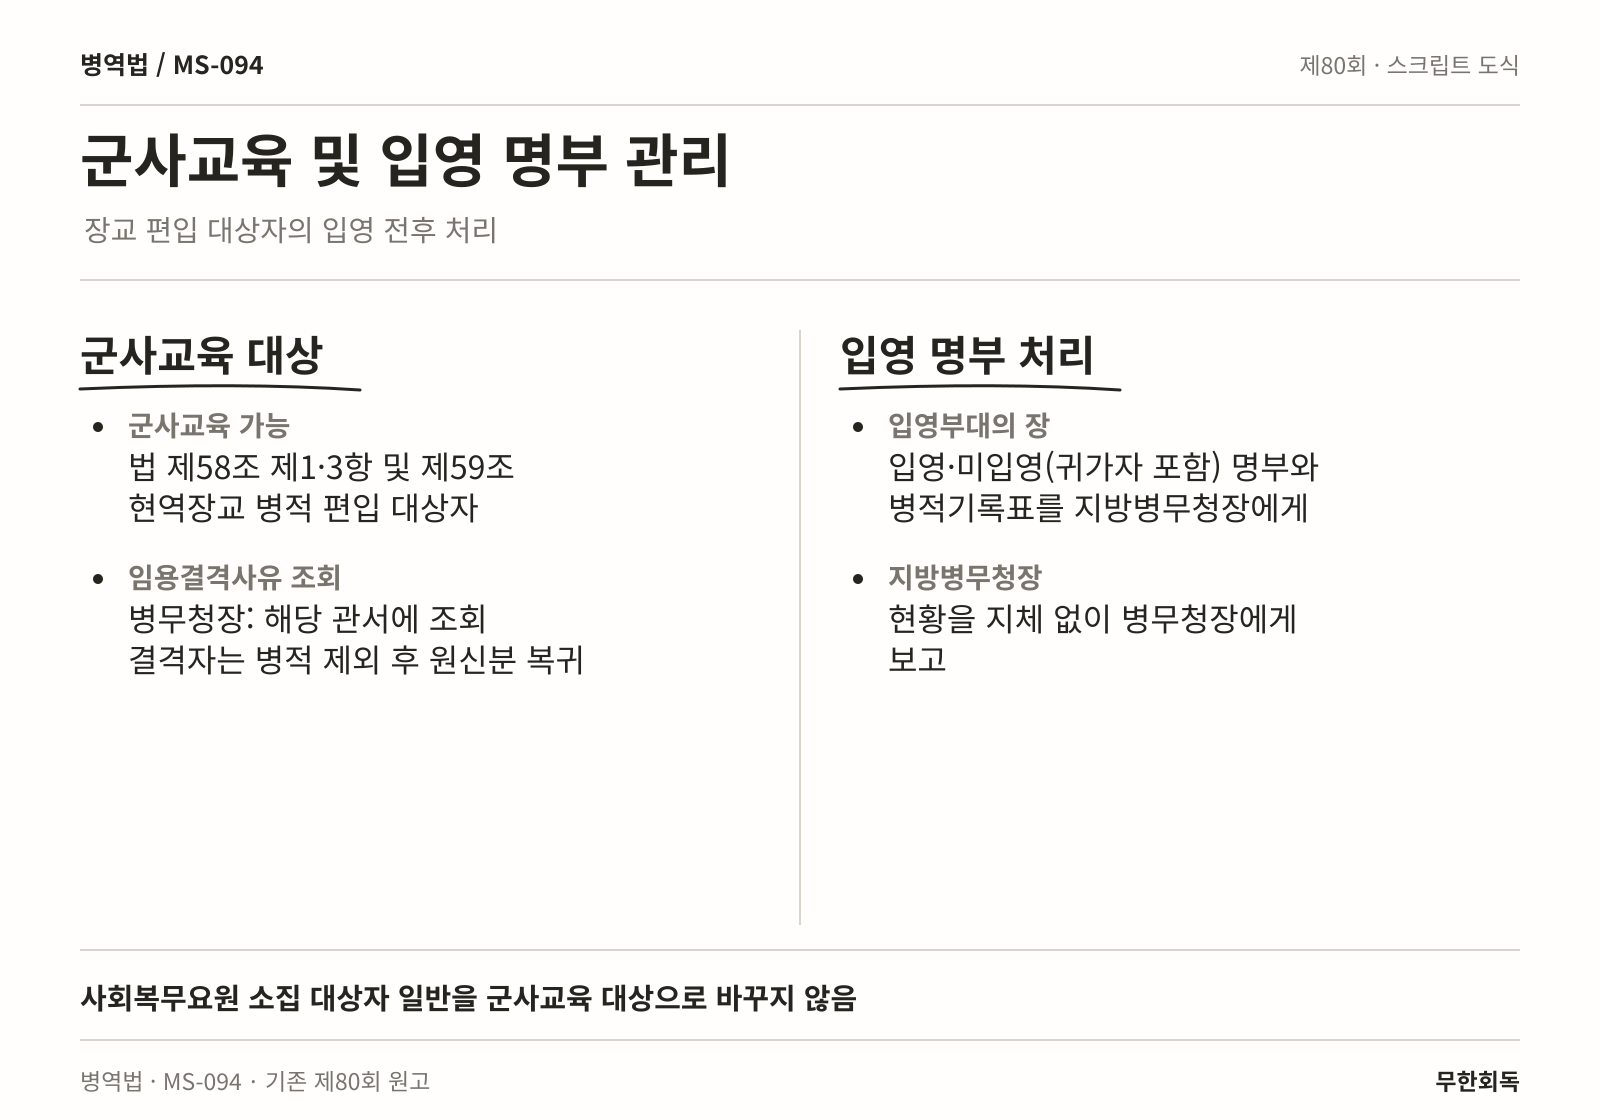 병역법 / MS-094
제80회 · 스크립트 도식
군사교육 및 입영 명부 관리
장교 편입 대상자의 입영 전후 처리
군사교육 대상
• 군사교육 가능
법 제58조 제1·3항 및 제59조
현역장교 병적 편입 대상자
• 임용결격사유 조회
병무청장: 해당 관서에 조회
결격자는 병적 제외 후 원신분 복귀
입영 명부 처리
• 입영부대의 장
입영·미입영(귀가자 포함) 명부와
병적기록표를 지방병무청장에게
• 지방병무청장
현황을 지체 없이 병무청장에게
보고
사회복무요원 소집 대상자 일반을 군사교육 대상으로 바꾸지 않음
병역법 · MS-094 · 기존 제80회 원고
무한회독